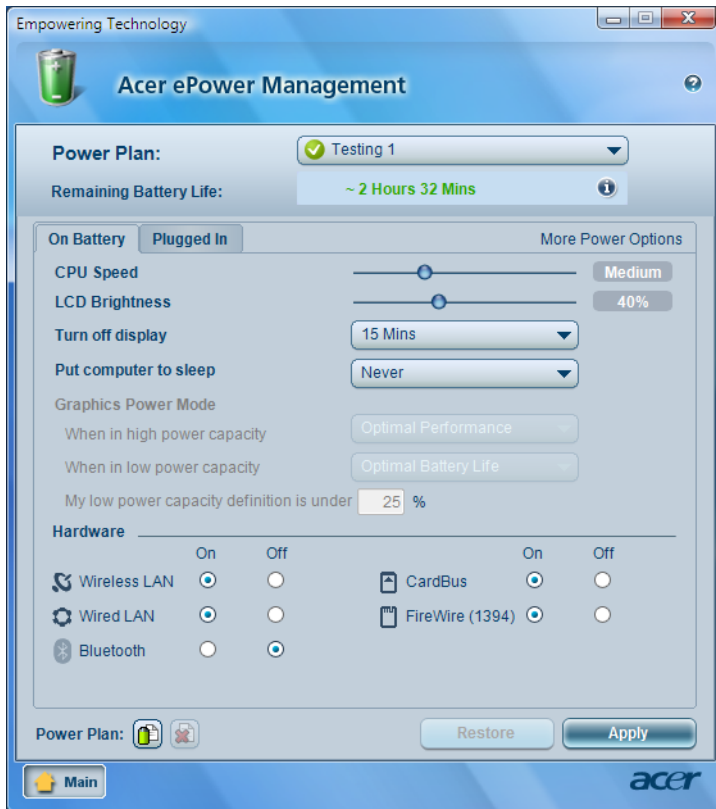 Empowering Technology
Acer ePower Management
Power Plan: Testing 1
Remaining Battery Life: ~ 2 Hours 32 Mins
On Battery Plugged In More Power Options
CPU Speed Medium
LCD Brightness 40%
Turn off display 15 Mins
Put computer to sleep Never
Graphics Power Mode
When in high power capacity Optimal Performance
When in low power capacity Optimal Battery Life
My low power capacity definition is under 25 %
Hardware
On Off On Off
Wireless LAN CardBus
Wired LAN FireWire (1394)
Bluetooth
Power Plan: Restore Apply
Main acer